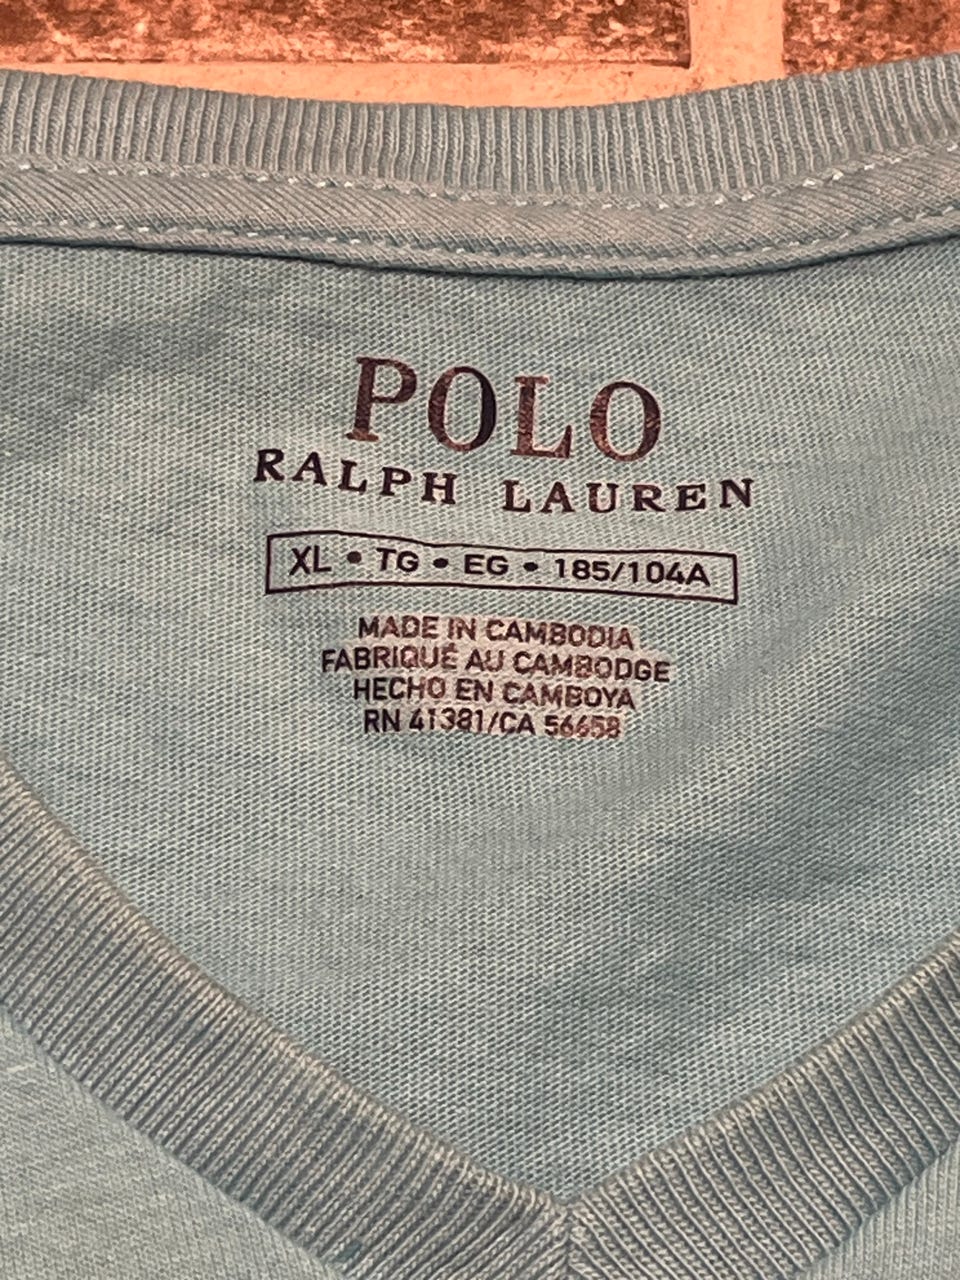 POLO
RALPH LAUREN
XL • TG • EG • 185/104A
MADE IN CAMBODIA
FABRIQUÉ AU CAMBODGE
HECHO EN CAMBOYA
RN 41381/CA 56658